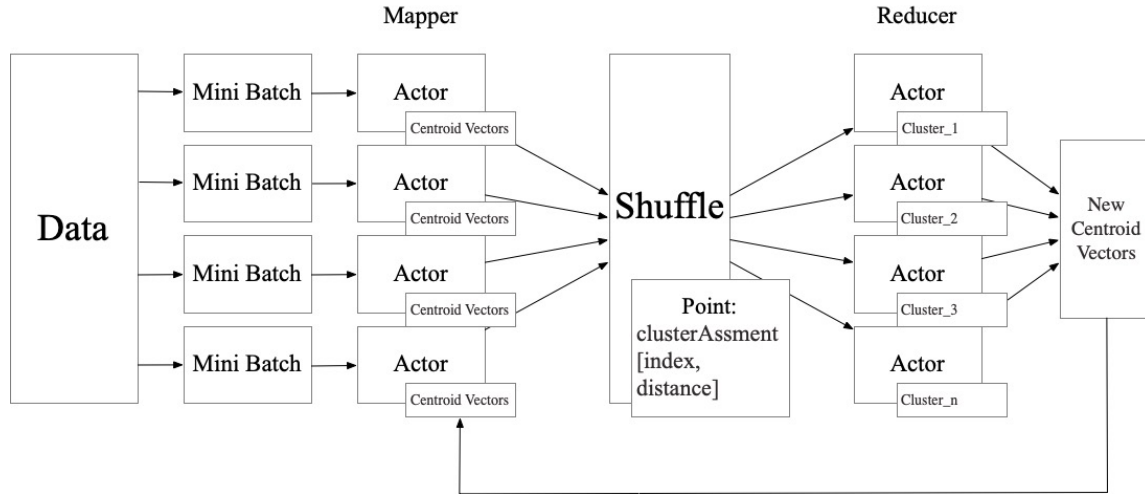 Mapper
Reducer
Data
Mini Batch
Mini Batch
Mini Batch
Mini Batch
Actor
Centroid Vectors
Actor
Centroid Vectors
Actor
Centroid Vectors
Actor
Centroid Vectors
Shuffle
Point:
clusterAssment
[index,
distance]
Actor
Cluster_1
Actor
Cluster_2
Actor
Cluster_3
Actor
Cluster_n
New
Centroid
Vectors